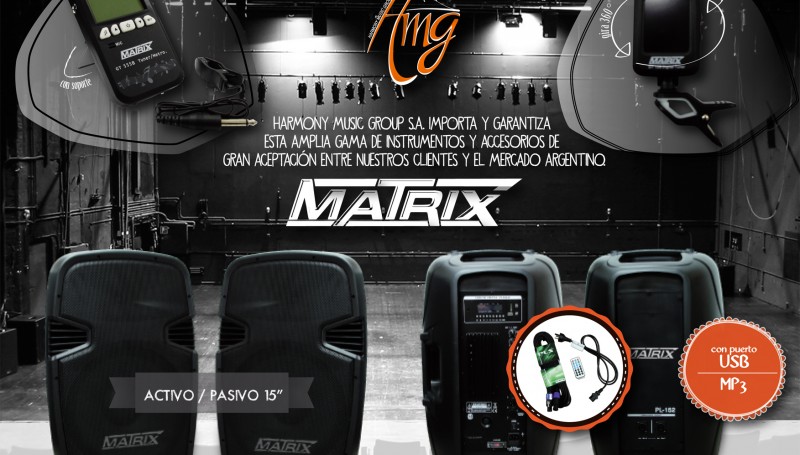 MATRIX
con soporte
Amg
gira 360°
MATRIX
HARMONY MUSIC GROUP S.A. IMPORTA Y GARANTIZA
ESTA AMPLIA GAMA DE INSTRUMENTOS Y ACCESORIOS DE
GRAN ACEPTACIÓN ENTRE NUESTROS CLIENTES Y EL MERCADO ARGENTINO.
MATRIX
MATRIX
con puerto
USB
MP3
ACTIVO / PASIVO 15”
PL-152
MATRIX
MATRIX